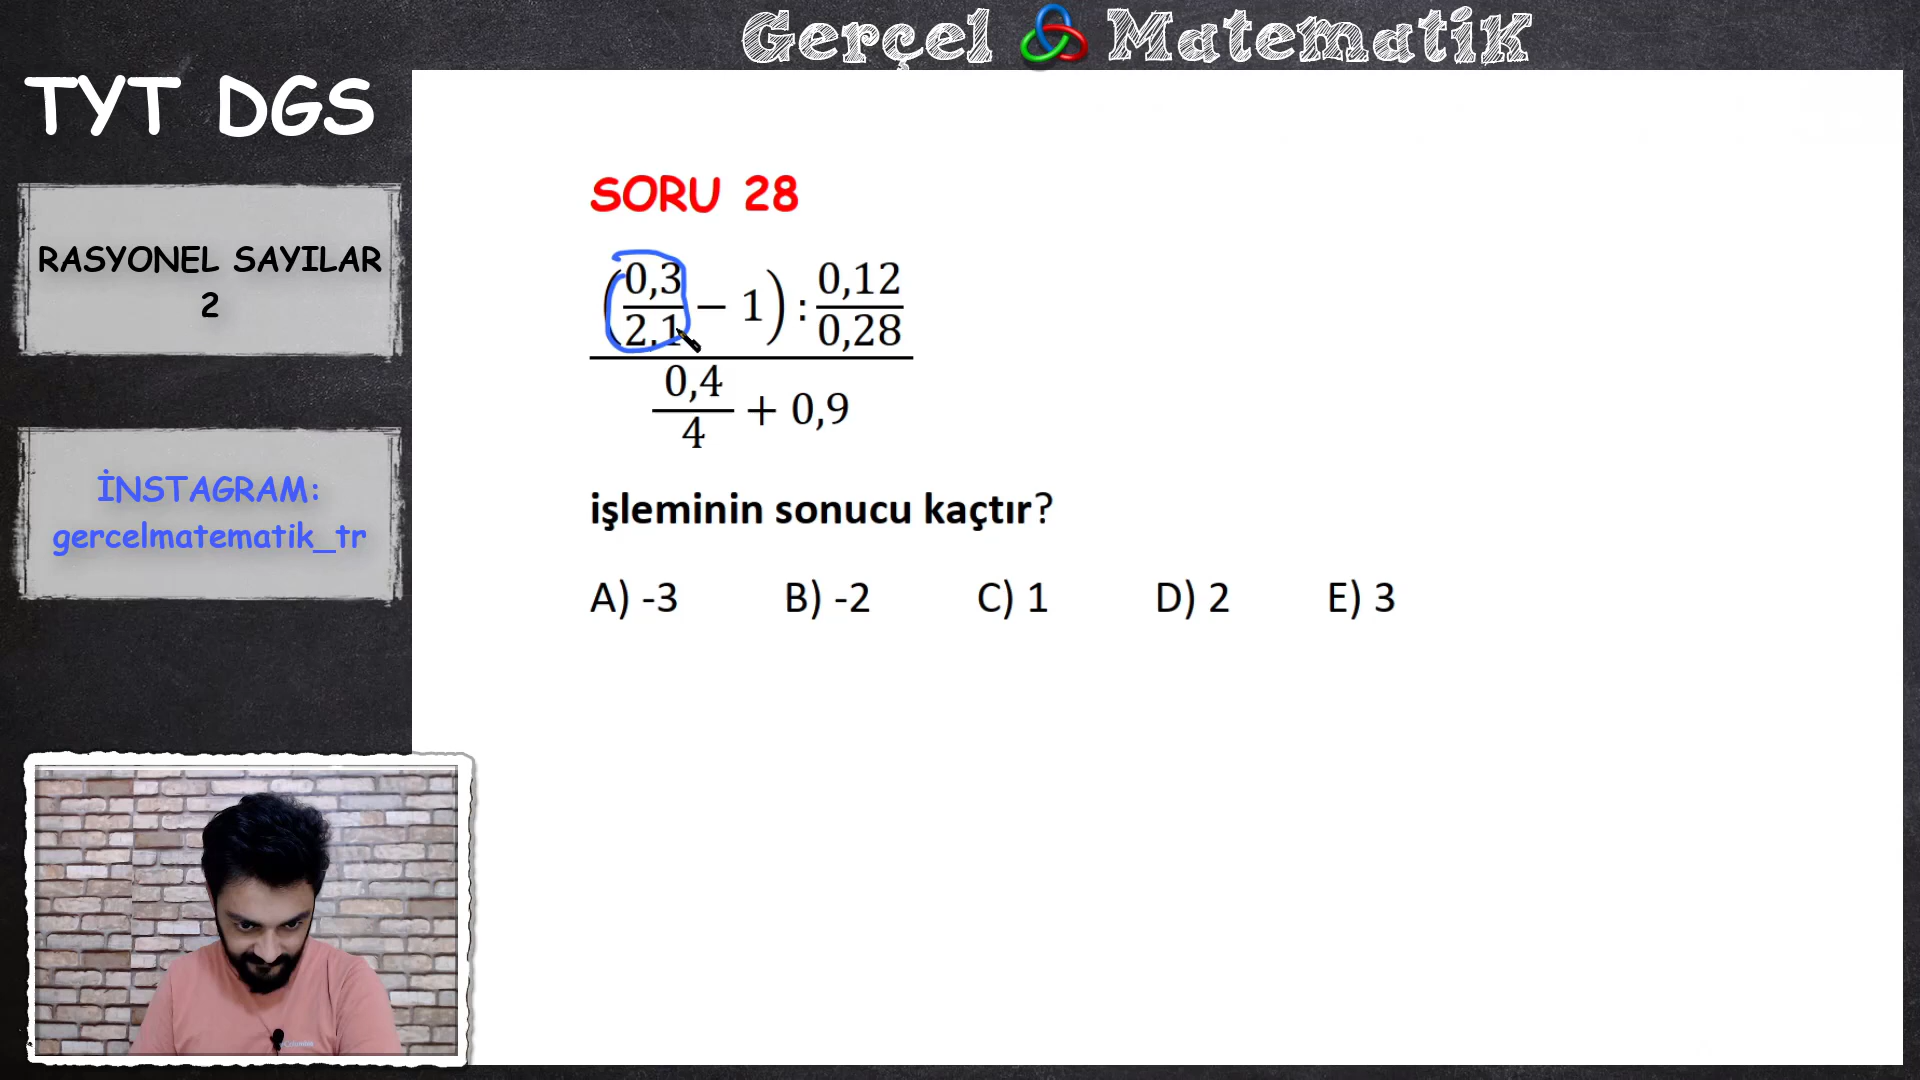 Gerçel Matematik
TYT DGS
RASYONEL SAYILAR
2
İNSTAGRAM:
gercelmatematik_tr
SORU 28
(0,3/2,1 − 1) : 0,12/0,28
0,4/4 + 0,9
işleminin sonucu kaçtır?
A) -3 B) -2 C) 1 D) 2 E) 3
Columbia